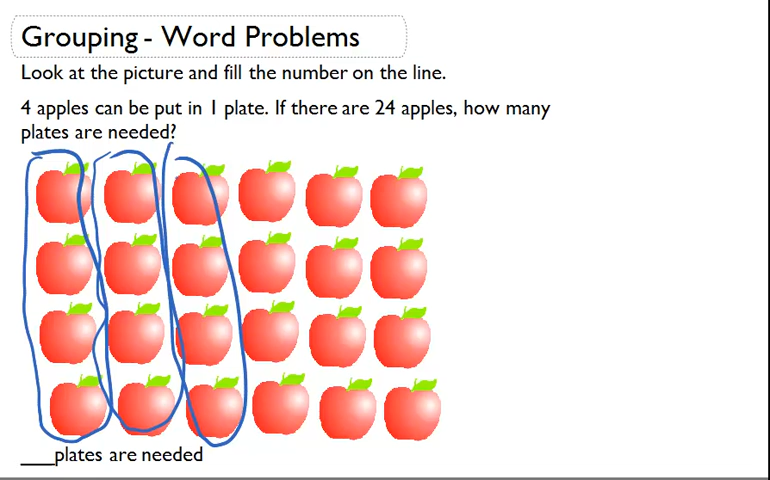 Grouping - Word Problems
Look at the picture and fill the number on the line.
4 apples can be put in 1 plate. If there are 24 apples, how many
plates are needed?
___plates are needed